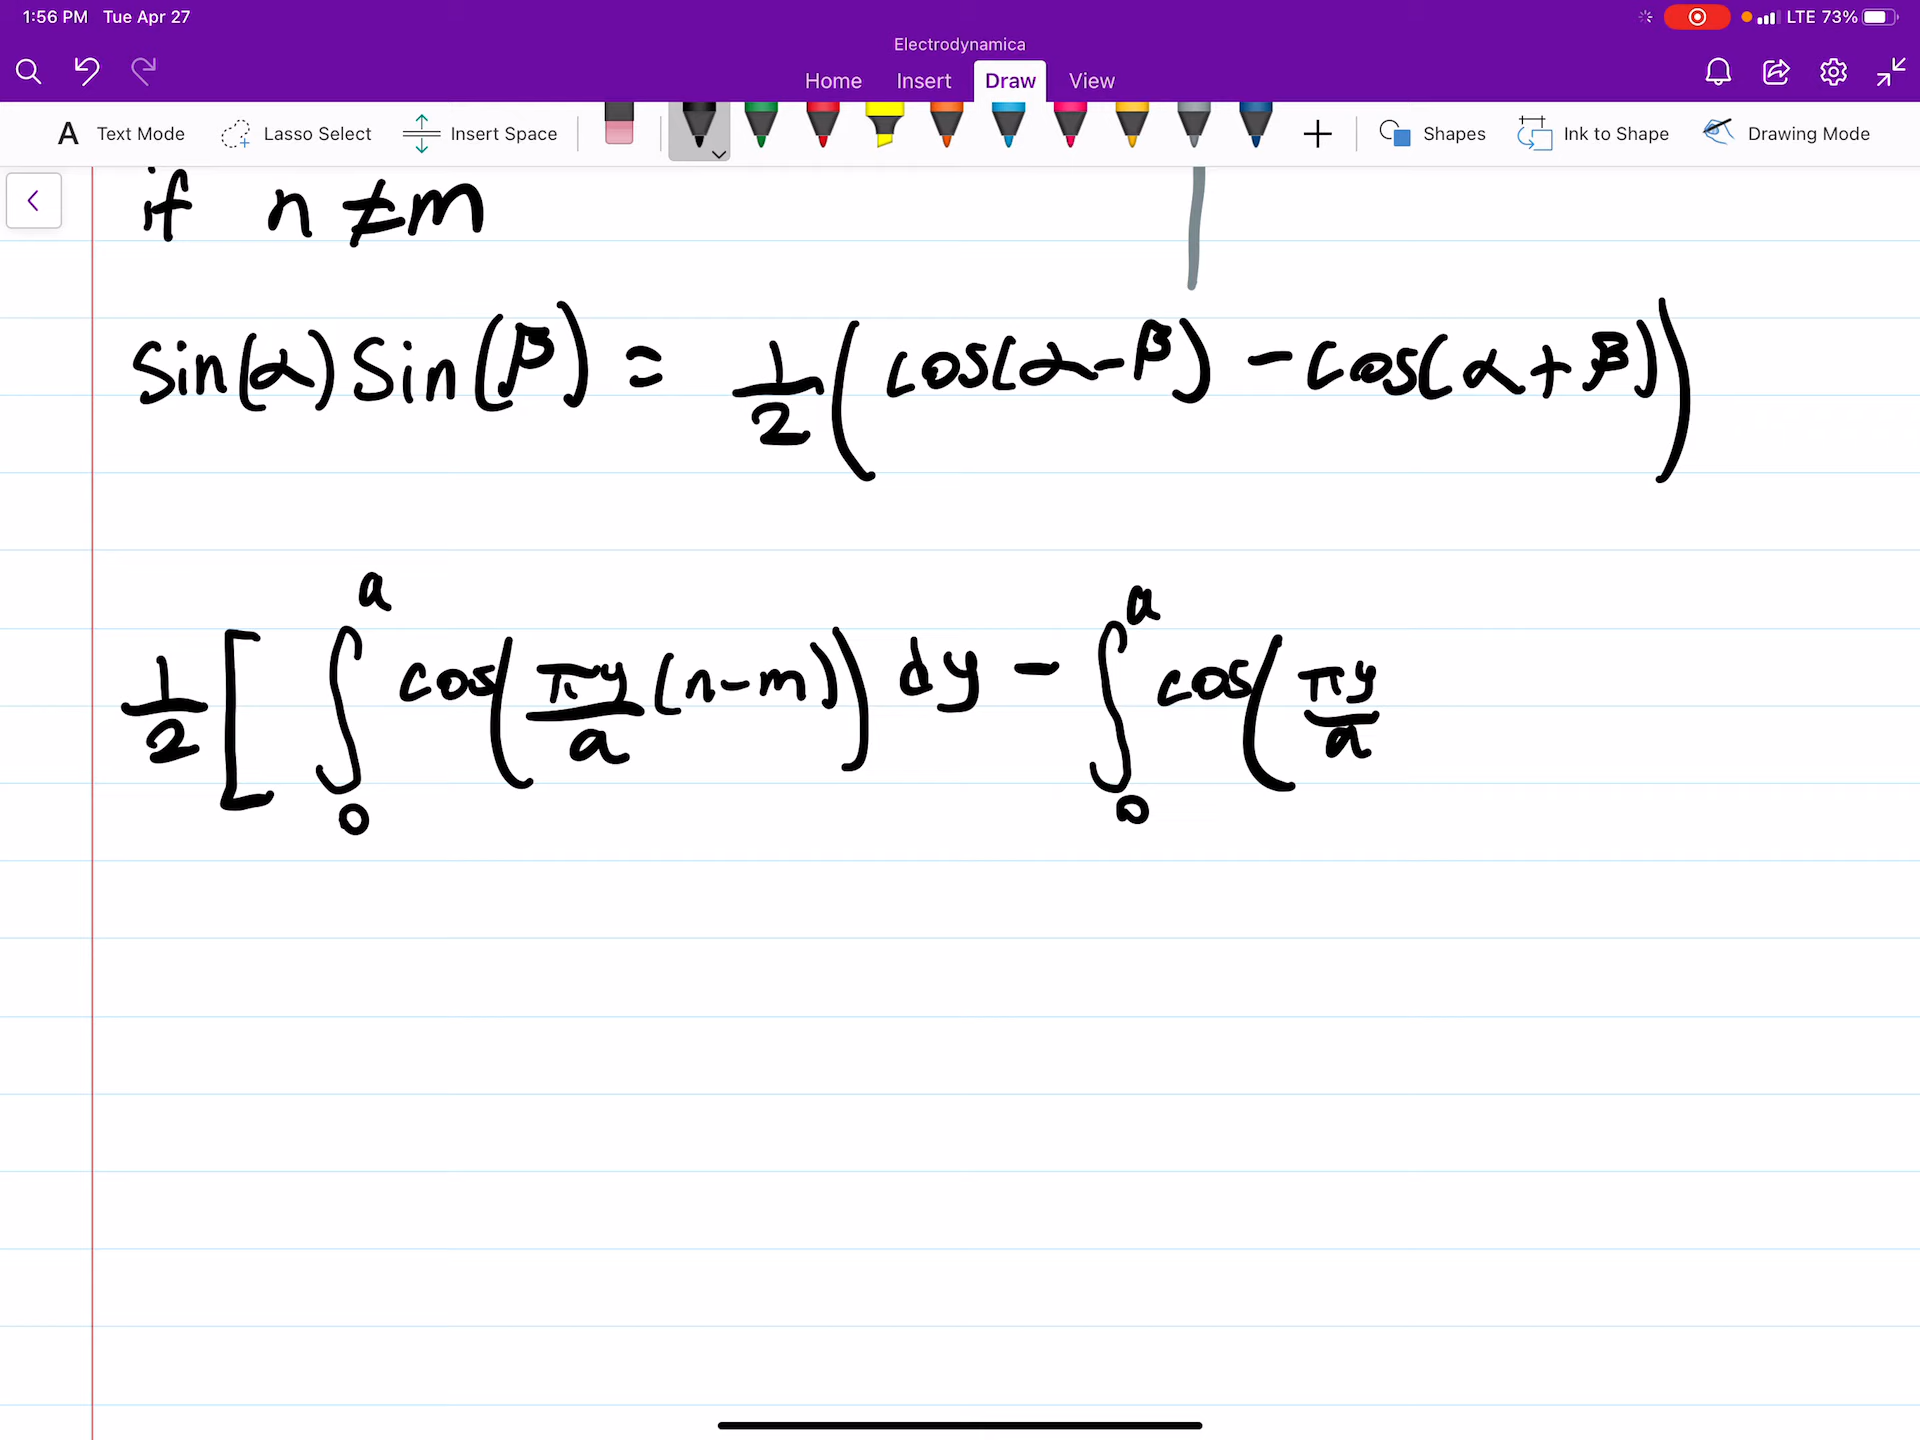 1:56 PM Tue Apr 27 LTE 73%
Electrodynamica
Home Insert Draw View
A Text Mode Lasso Select Insert Space Shapes Ink to Shape Drawing Mode
if n ≠ m
Sin(α) Sin(β) = 1/2 ( cos(α-β) - cos(α+β))
1/2 [ ∫₀ᵃ cos( πy/a (n-m)) dy - ∫₀ᵃ cos( πy/a